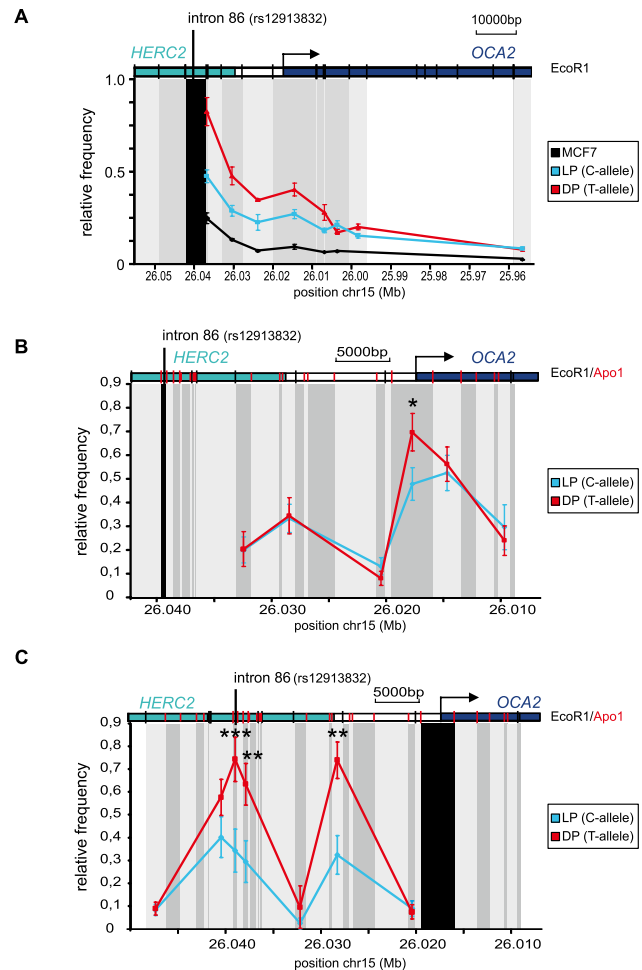 A
intron 86 (rs12913832)
10000bp
HERC2
OCA2
EcoR1
1.0
0.5
0
relative frequency
MCF7
LP (C-allele)
DP (T-allele)
26.05 26.04 26.03 26.02 26.01 26.00 25.99 25.98 25.97 25.96
position chr15 (Mb)
intron 86 (rs12913832)
B
5000bp
HERC2
OCA2
EcoR1/Apo1
0,9
0,8
0,7
0,6
0,5
0,4
0,3
0,2
0,1
0
relative frequency
*
LP (C-allele)
DP (T-allele)
26.040 26.030 26.020 26.010
position chr15 (Mb)
C
intron 86 (rs12913832)
5000bp
HERC2
OCA2
EcoR1/Apo1
0,9
0,8
0,7
0,6
0,5
0,4
0,3
0,2
0,1
0
relative frequency
*** **
**
LP (C-allele)
DP (T-allele)
26.040 26.030 26.020 26.010
position chr15 (Mb)